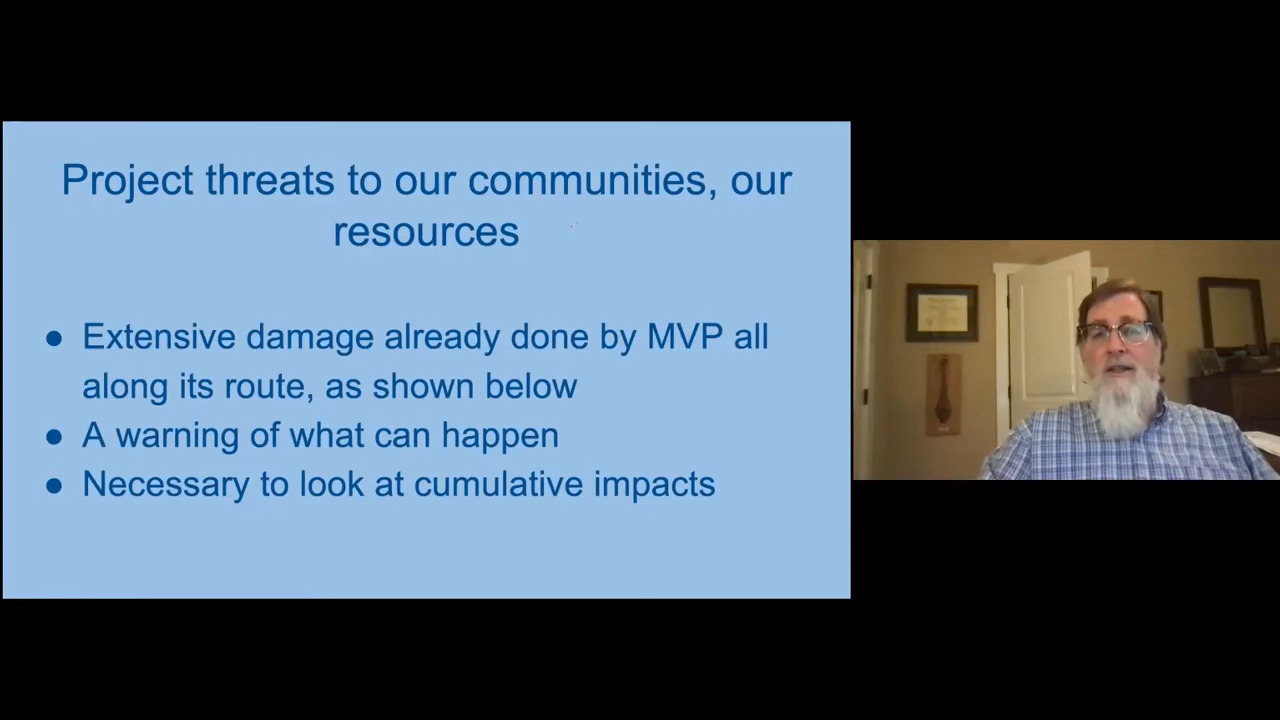 Project threats to our communities, our
resources
● Extensive damage already done by MVP all
along its route, as shown below
● A warning of what can happen
● Necessary to look at cumulative impacts